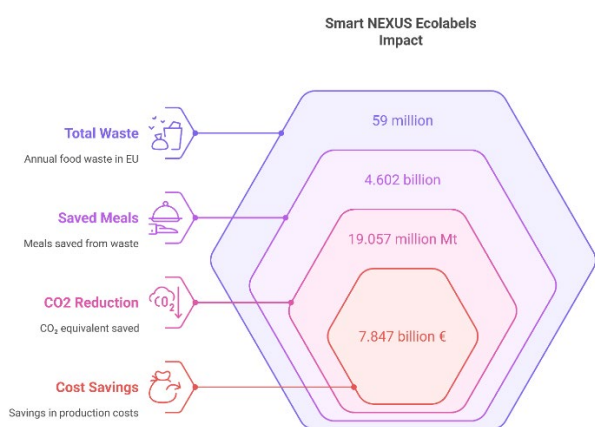 Smart NEXUS Ecolabels
Impact
Total Waste
Annual food waste in EU
59 million
Saved Meals
Meals saved from waste
4.602 billion
CO2 Reduction
CO₂ equivalent saved
CO₂
19.057 million Mt
Cost Savings
Savings in production costs
7.847 billion €